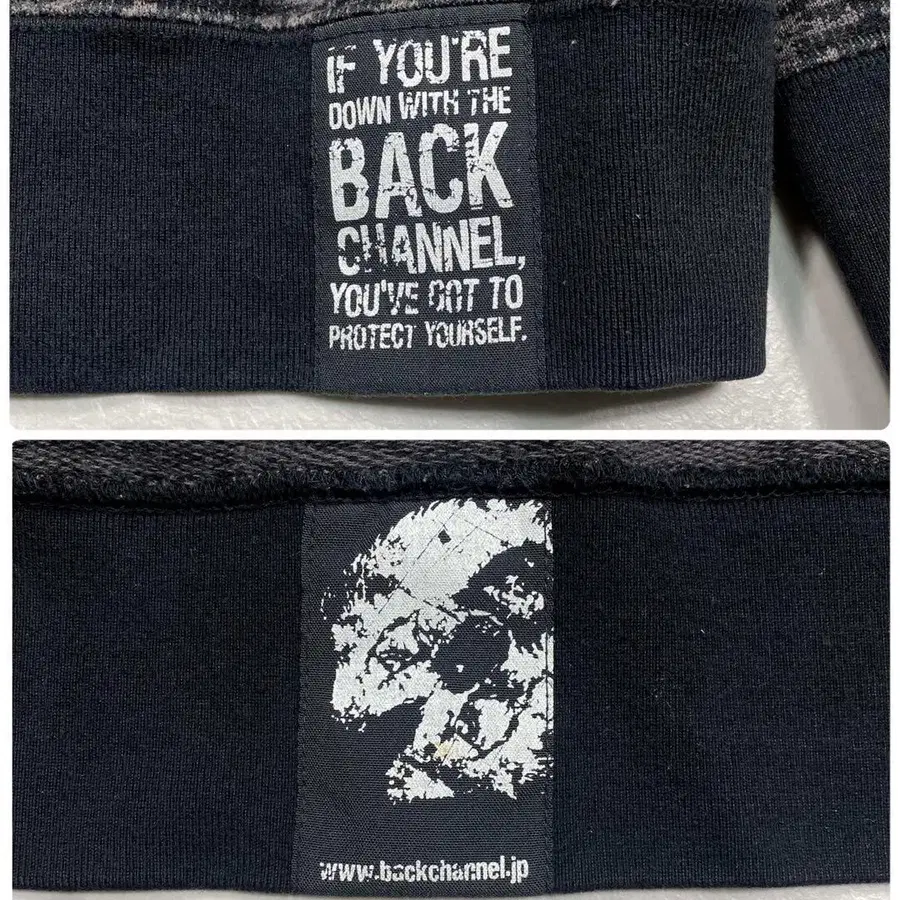 IF YOU'RE
DOWN WITH THE
BACK
CHANNEL,
YOU'VE GOT TO
PROTECT YOURSELF.
www.backchannel.jp